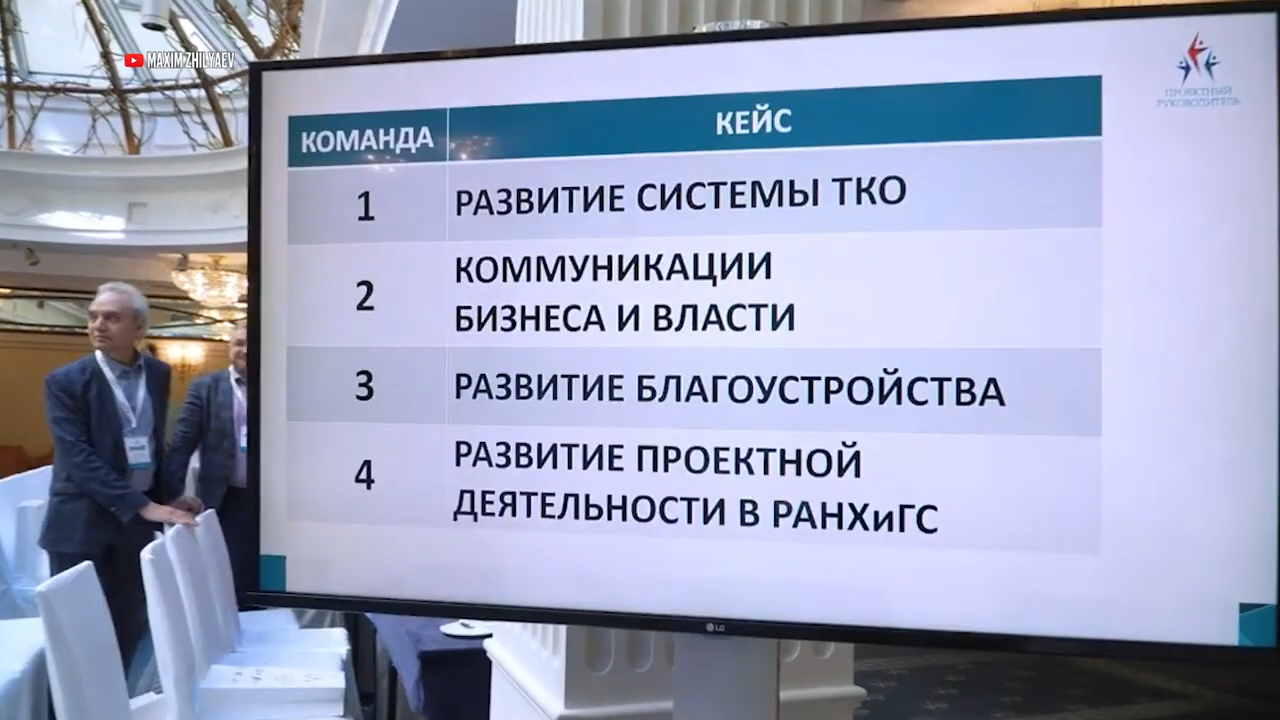 MAXIM ZHILYAEV
ПРОЕКТНЫЙ
РУКОВОДИТЕЛЬ
КОМАНДА КЕЙС
1 РАЗВИТИЕ СИСТЕМЫ ТКО
2 КОММУНИКАЦИИ
БИЗНЕСА И ВЛАСТИ
3 РАЗВИТИЕ БЛАГОУСТРОЙСТВА
4 РАЗВИТИЕ ПРОЕКТНОЙ
ДЕЯТЕЛЬНОСТИ В РАНХиГС
LG